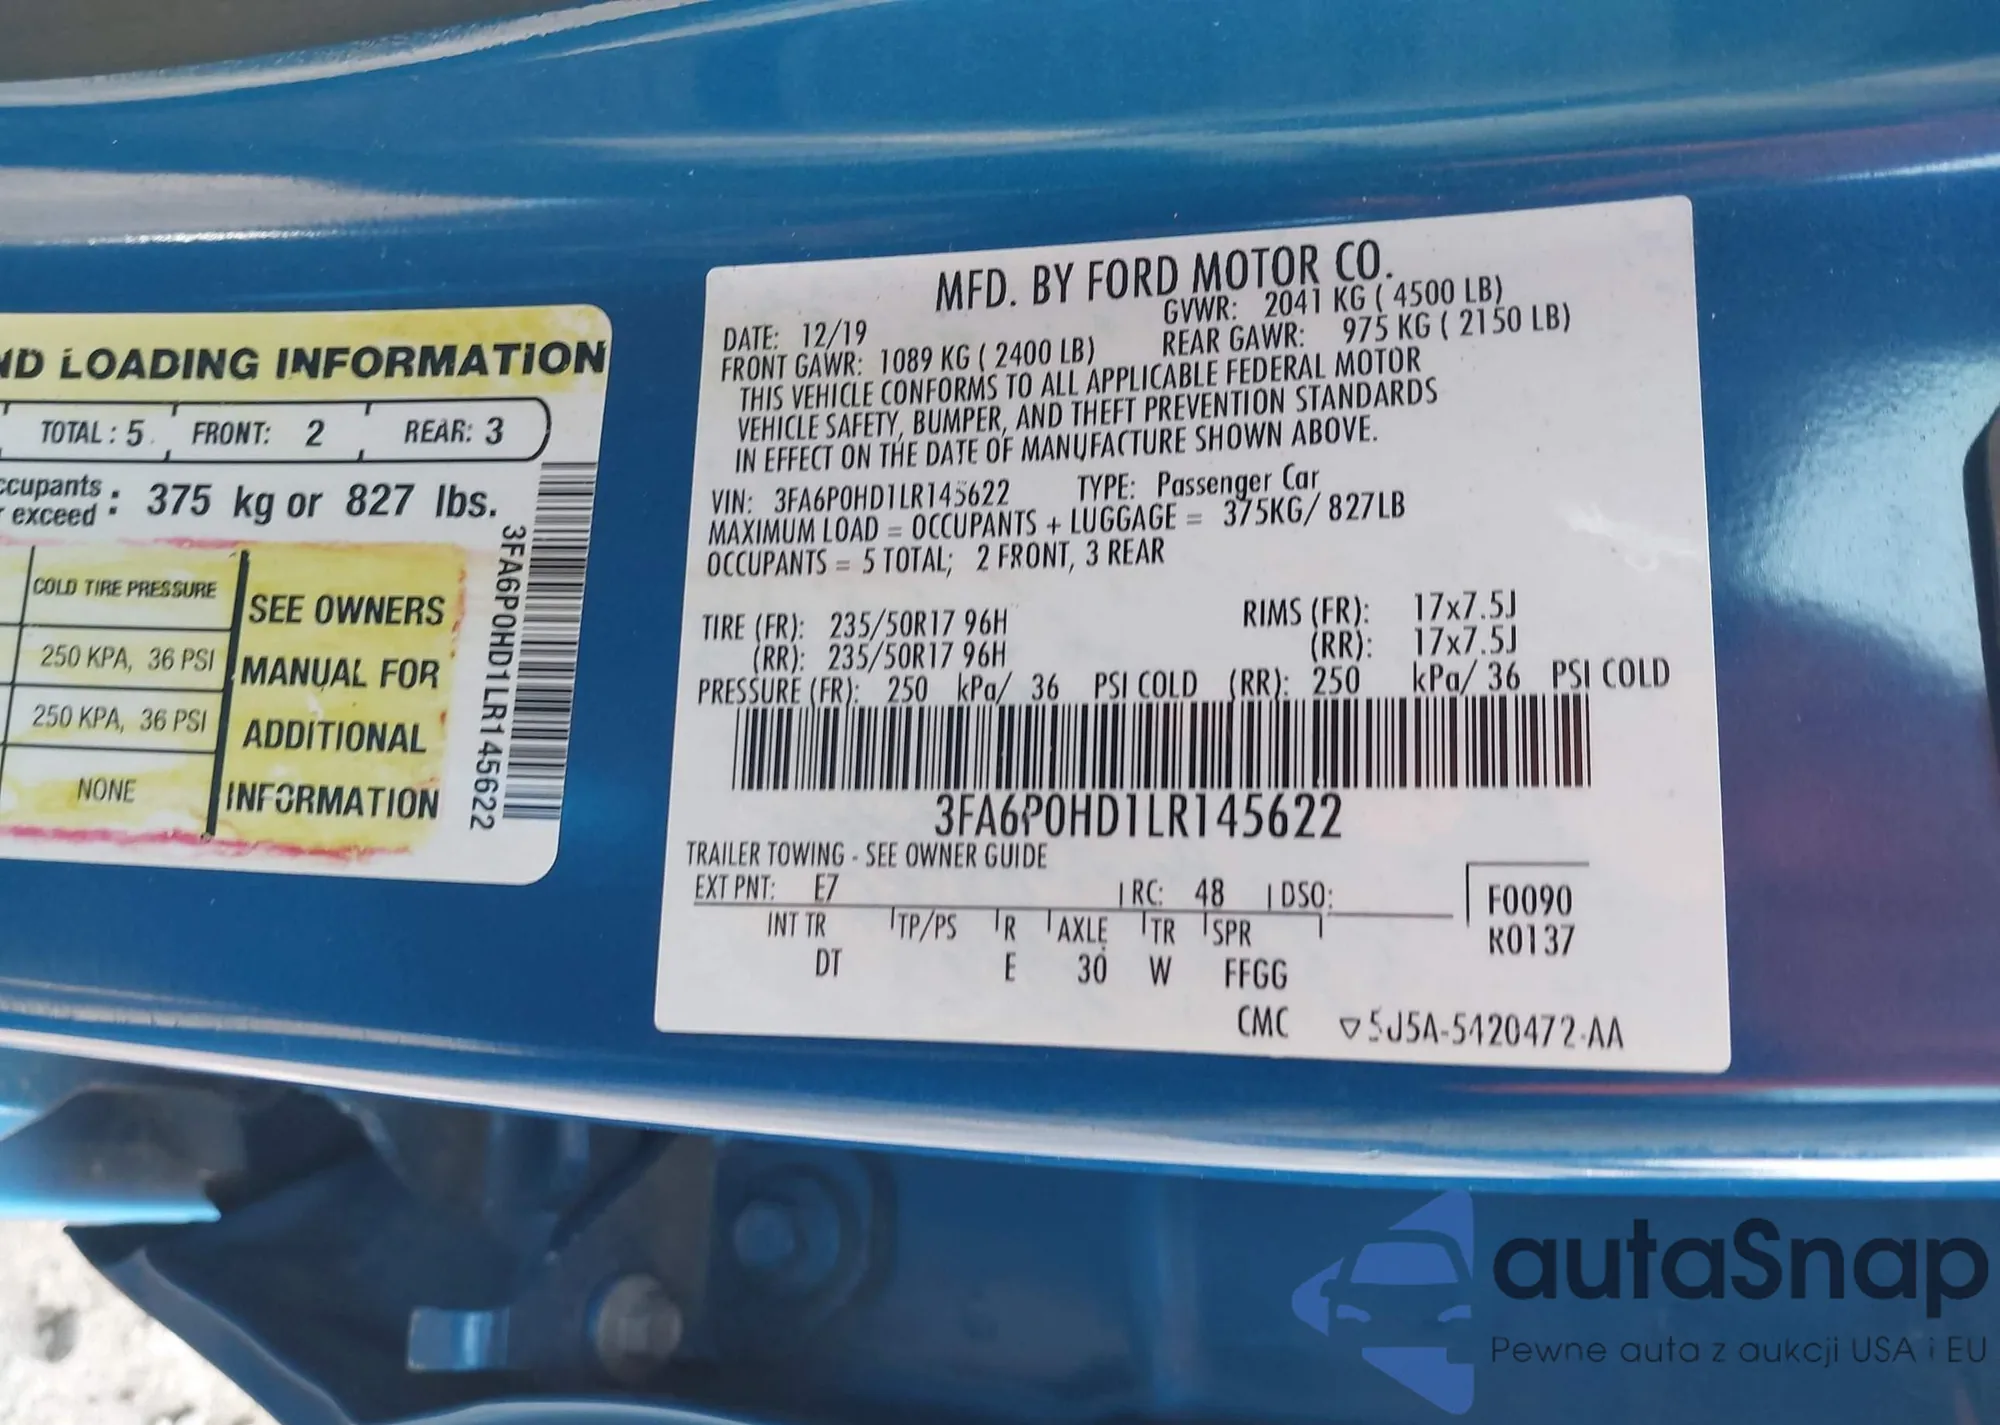 ND LOADING INFORMATION
TOTAL: 5 FRONT: 2 REAR: 3
ccupants
r exceed : 375 kg or 827 lbs.
COLD TIRE PRESSURE
250 KPA, 36 PSI
250 KPA, 36 PSI
NONE
SEE OWNERS
MANUAL FOR
ADDITIONAL
INFORMATION
3FA6P0HD1LR145622
MFD. BY FORD MOTOR CO.
DATE: 12/19 GVWR: 2041 KG ( 4500 LB)
FRONT GAWR: 1089 KG ( 2400 LB) REAR GAWR: 975 KG ( 2150 LB)
THIS VEHICLE CONFORMS TO ALL APPLICABLE FEDERAL MOTOR
VEHICLE SAFETY, BUMPER, AND THEFT PREVENTION STANDARDS
IN EFFECT ON THE DATE OF MANUFACTURE SHOWN ABOVE.
VIN: 3FA6P0HD1LR145622 TYPE: Passenger Car
MAXIMUM LOAD = OCCUPANTS + LUGGAGE = 375KG/ 827LB
OCCUPANTS = 5 TOTAL; 2 FRONT, 3 REAR
TIRE (FR): 235/50R17 96H RIMS (FR): 17x7.5J
(RR): 235/50R17 96H (RR): 17x7.5J
PRESSURE (FR): 250 kPa/ 36 PSI COLD (RR): 250 kPa/ 36 PSI COLD
3FA6P0HD1LR145622
TRAILER TOWING - SEE OWNER GUIDE
EXT PNT: E7 RC: 48 DSO: F0090
INT TR TP/PS R AXLE TR SPR R0137
DT E 30 W FFGG
CMC ▽5J5A-5420472-AA
autaSnap
Pewne auta z aukcji USA i EU